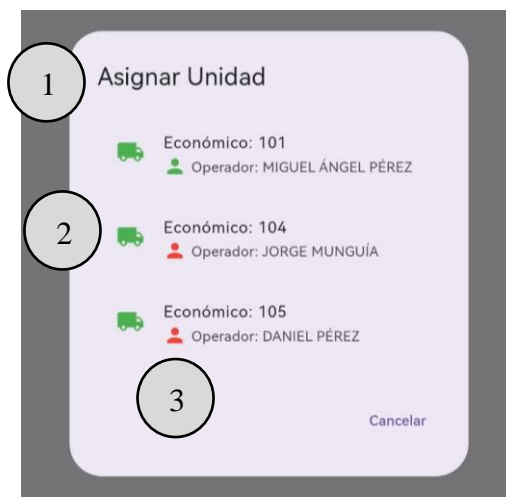 1
Asignar Unidad
Económico: 101
Operador: MIGUEL ÁNGEL PÉREZ
2
Económico: 104
Operador: JORGE MUNGUÍA
Económico: 105
Operador: DANIEL PÉREZ
3
Cancelar